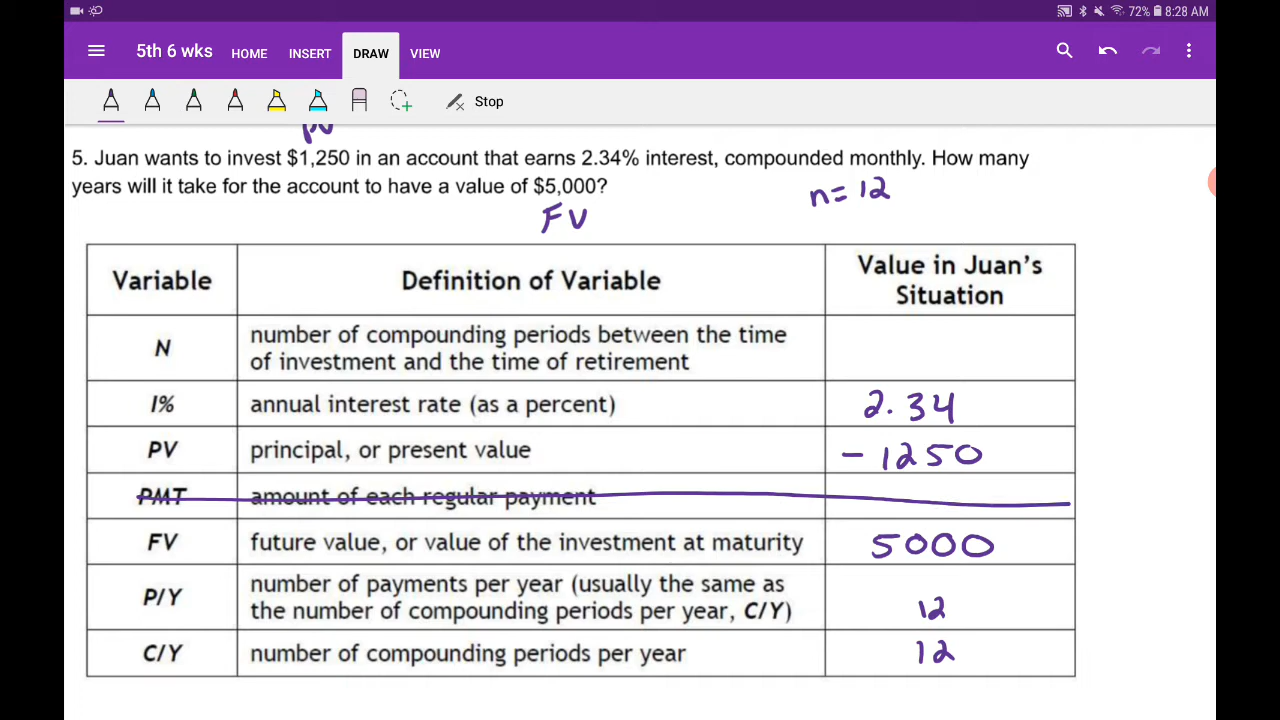 72% 8:28 AM
5th 6 wks HOME INSERT DRAW VIEW
Stop
PV
5. Juan wants to invest $1,250 in an account that earns 2.34% interest, compounded monthly. How many
years will it take for the account to have a value of $5,000?
n = 12
FV
Variable Definition of Variable Value in Juan's
Situation
N number of compounding periods between the time
of investment and the time of retirement
I% annual interest rate (as a percent) 2.34
PV principal, or present value - 1250
PMT amount of each regular payment
FV future value, or value of the investment at maturity 5000
P/Y number of payments per year (usually the same as
the number of compounding periods per year, C/Y) 12
C/Y number of compounding periods per year 12